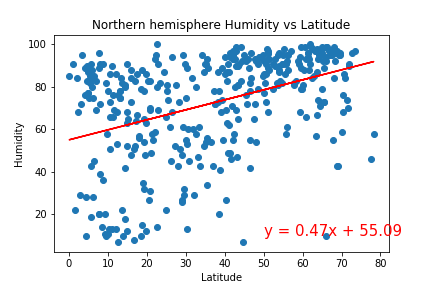 Northern hemisphere Humidity vs Latitude
100
80
60
40
20
Humidity
y = 0.47x + 55.09
0 10 20 30 40 50 60 70 80
Latitude